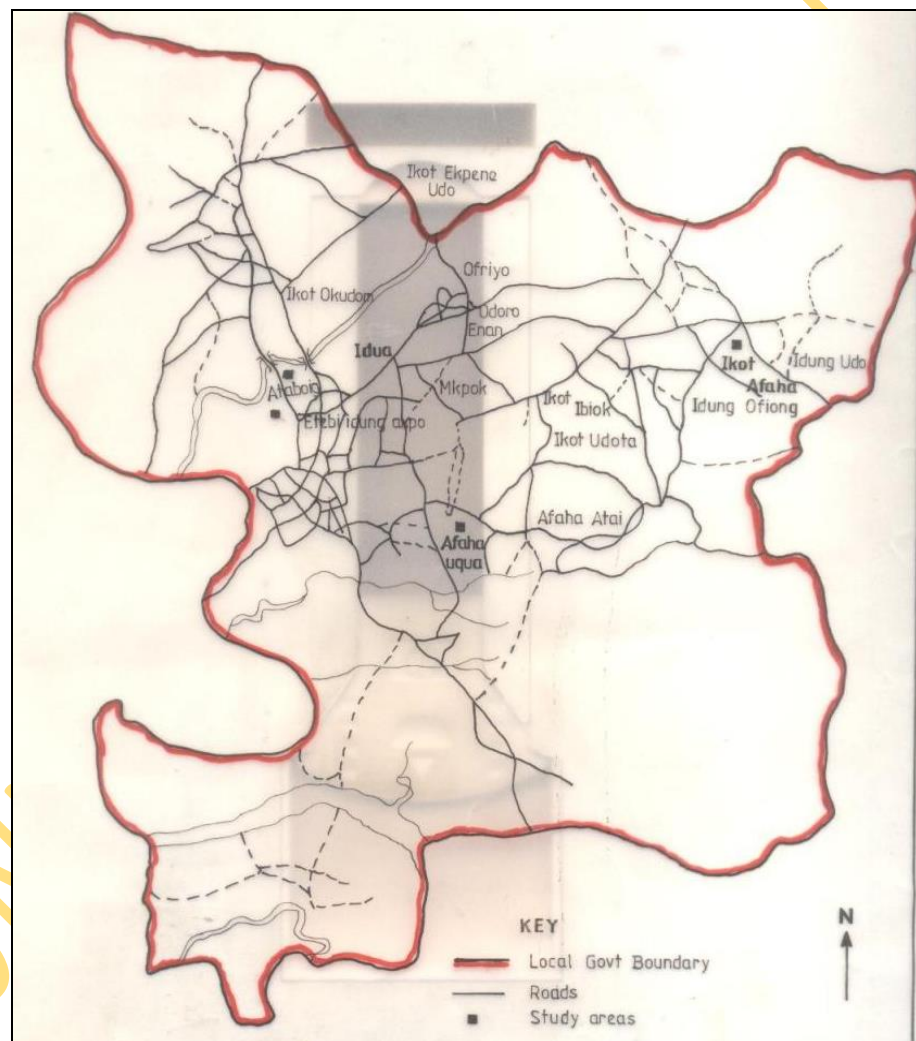 Ikot Ekpene
Udo
Ofriyo
Ikot Okudom
Odoro
Enan
Idua
Ikot
Afaha
Idung Udo
Ataboig
Mkpok
Ikot
Ibiok
Idung Ofiong
Ikot Udota
Afaha Atai
Afaha
uqua
KEY
N
Local Govt Boundary
Roads
Study areas